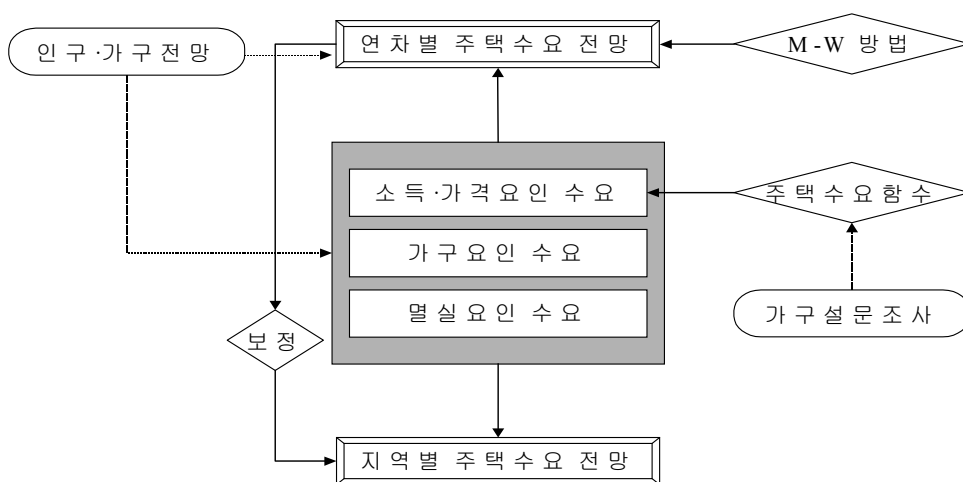 인구·가구전망
연차별 주택수요 전망
M-W 방법
소득·가격요인 수요
주택수요함수
가구요인 수요
멸실요인 수요
가구설문조사
보정
지역별 주택수요 전망